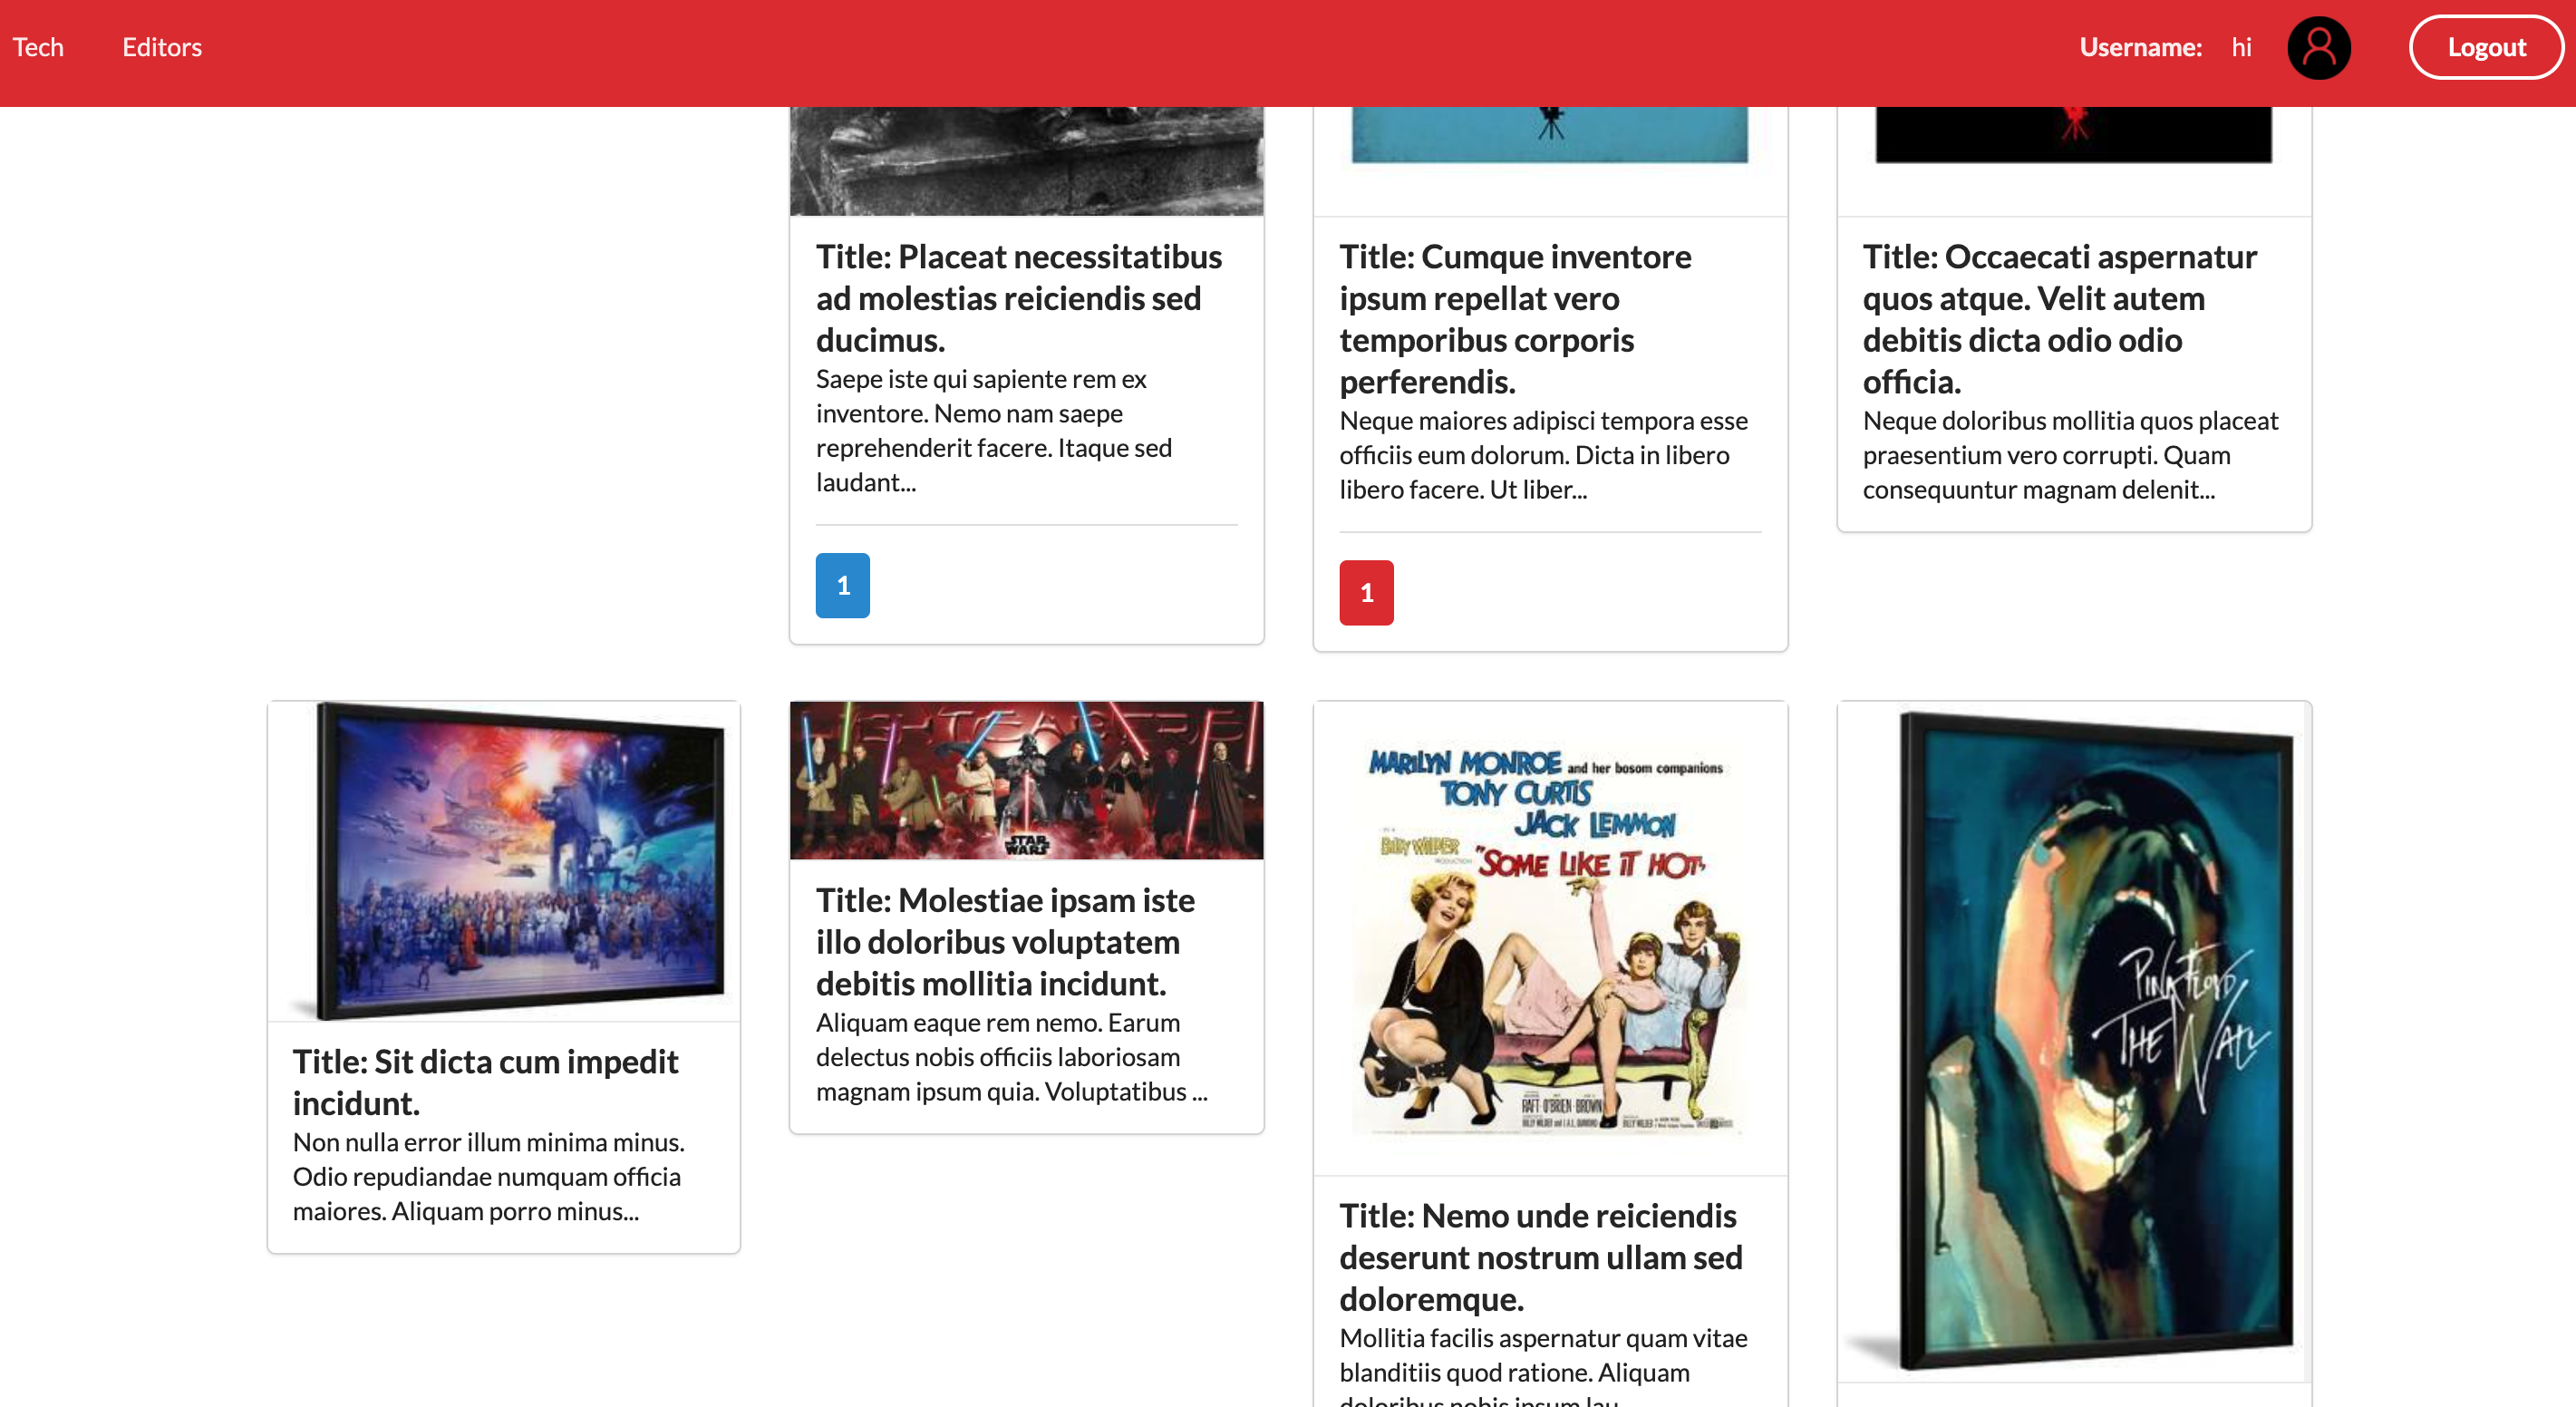 Tech
Editors
Username: hi
Logout
Title: Placeat necessitatibus
ad molestias reiciendis sed
ducimus.
Saepe iste qui sapiente rem ex
inventore. Nemo nam saepe
reprehenderit facere. Itaque sed
laudant...
1
Title: Cumque inventore
ipsum repellat vero
temporibus corporis
perferendis.
Neque maiores adipisci tempora esse
officiis eum dolorum. Dicta in libero
libero facere. Ut liber...
1
Title: Occaecati aspernatur
quos atque. Velit autem
debitis dicta odio odio
officia.
Neque doloribus mollitia quos placeat
praesentium vero corrupti. Quam
consequuntur magnam delenit...
Title: Sit dicta cum impedit
incidunt.
Non nulla error illum minima minus.
Odio repudiandae numquam officia
maiores. Aliquam porro minus...
STAR
WARS
Title: Molestiae ipsam iste
illo doloribus voluptatem
debitis mollitia incidunt.
Aliquam eaque rem nemo. Earum
delectus nobis officiis laboriosam
magnam ipsum quia. Voluptatibus ...
MARILYN MONROE and her bosom companions
TONY CURTIS
JACK LEMMON
BILLY WILDER
PRODUCTION
"SOME LIKE IT HOT"
RAFT·O'BRIEN·BROWN
Title: Nemo unde reiciendis
deserunt nostrum ullam sed
doloremque.
Mollitia facilis aspernatur quam vitae
blanditiis quod ratione. Aliquam
doloribus nobis ipsum lau...
PINK FLOYD
THE WALL